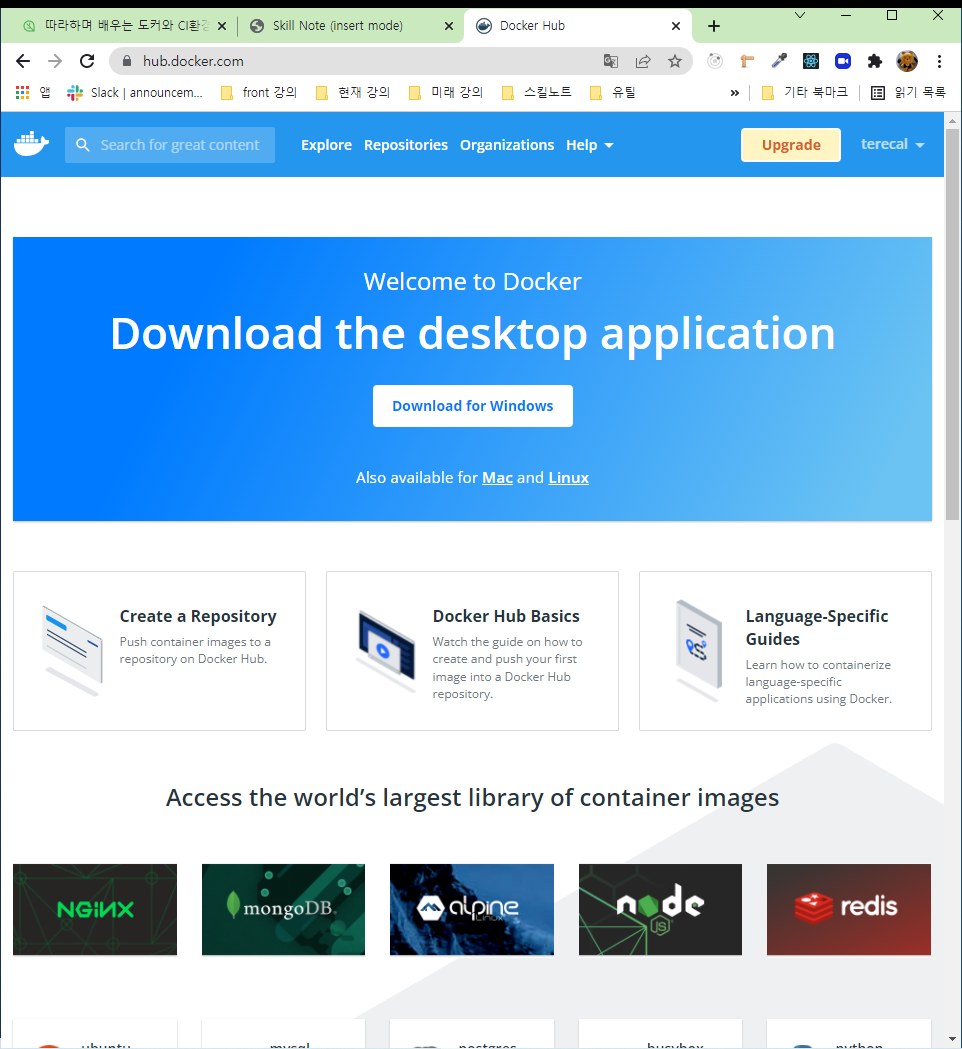 따라하며 배우는 도커와 CI환경
Skill Note (insert mode)
Docker Hub
hub.docker.com
앱
Slack | announcem...
front 강의
현재 강의
미래 강의
스킬노트
유틸
»
기타 북마크
읽기 목록
Search for great content
Explore
Repositories
Organizations
Help
Upgrade
terecal
Welcome to Docker
Download the desktop application
Download for Windows
Also available for Mac and Linux
Create a Repository
Push container images to a
repository on Docker Hub.
Docker Hub Basics
Watch the guide on how to
create and push your first
image into a Docker Hub
repository.
Language-Specific
Guides
Learn how to containerize
language-specific
applications using Docker.
Access the world's largest library of container images
NGINX
mongoDB®
alpine
Linux
node
JS
redis
ubuntu
mysql
postgres
busybox
python